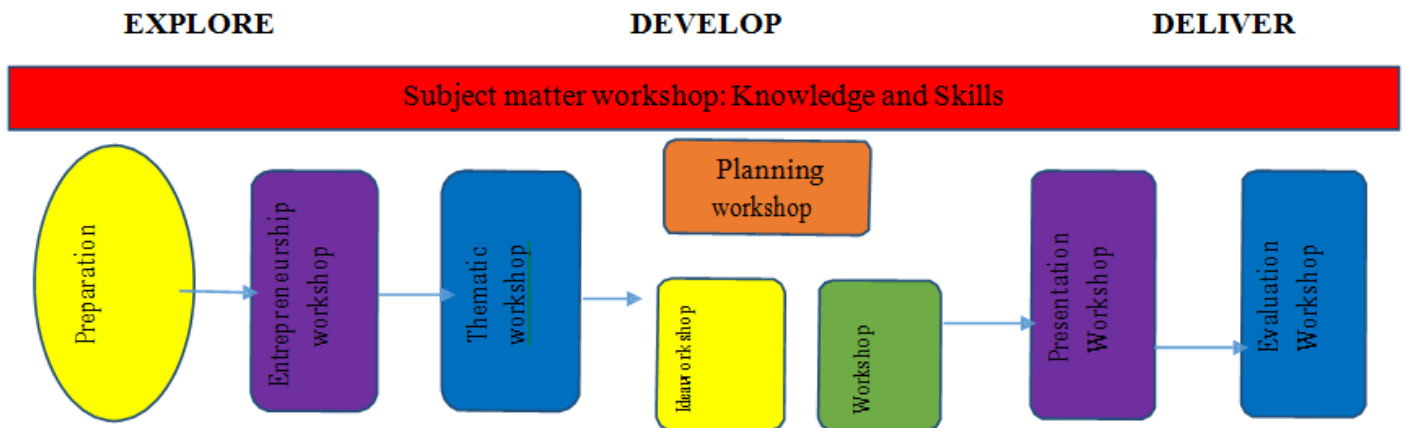 EXPLORE DEVELOP DELIVER
Subject matter workshop: Knowledge and Skills
Preparation
Entrepreneurship
workshop
Thematic
workshop
Planning
workshop
Ideaworkshop
Workshop
Presentation
Workshop
Evaluation
Workshop